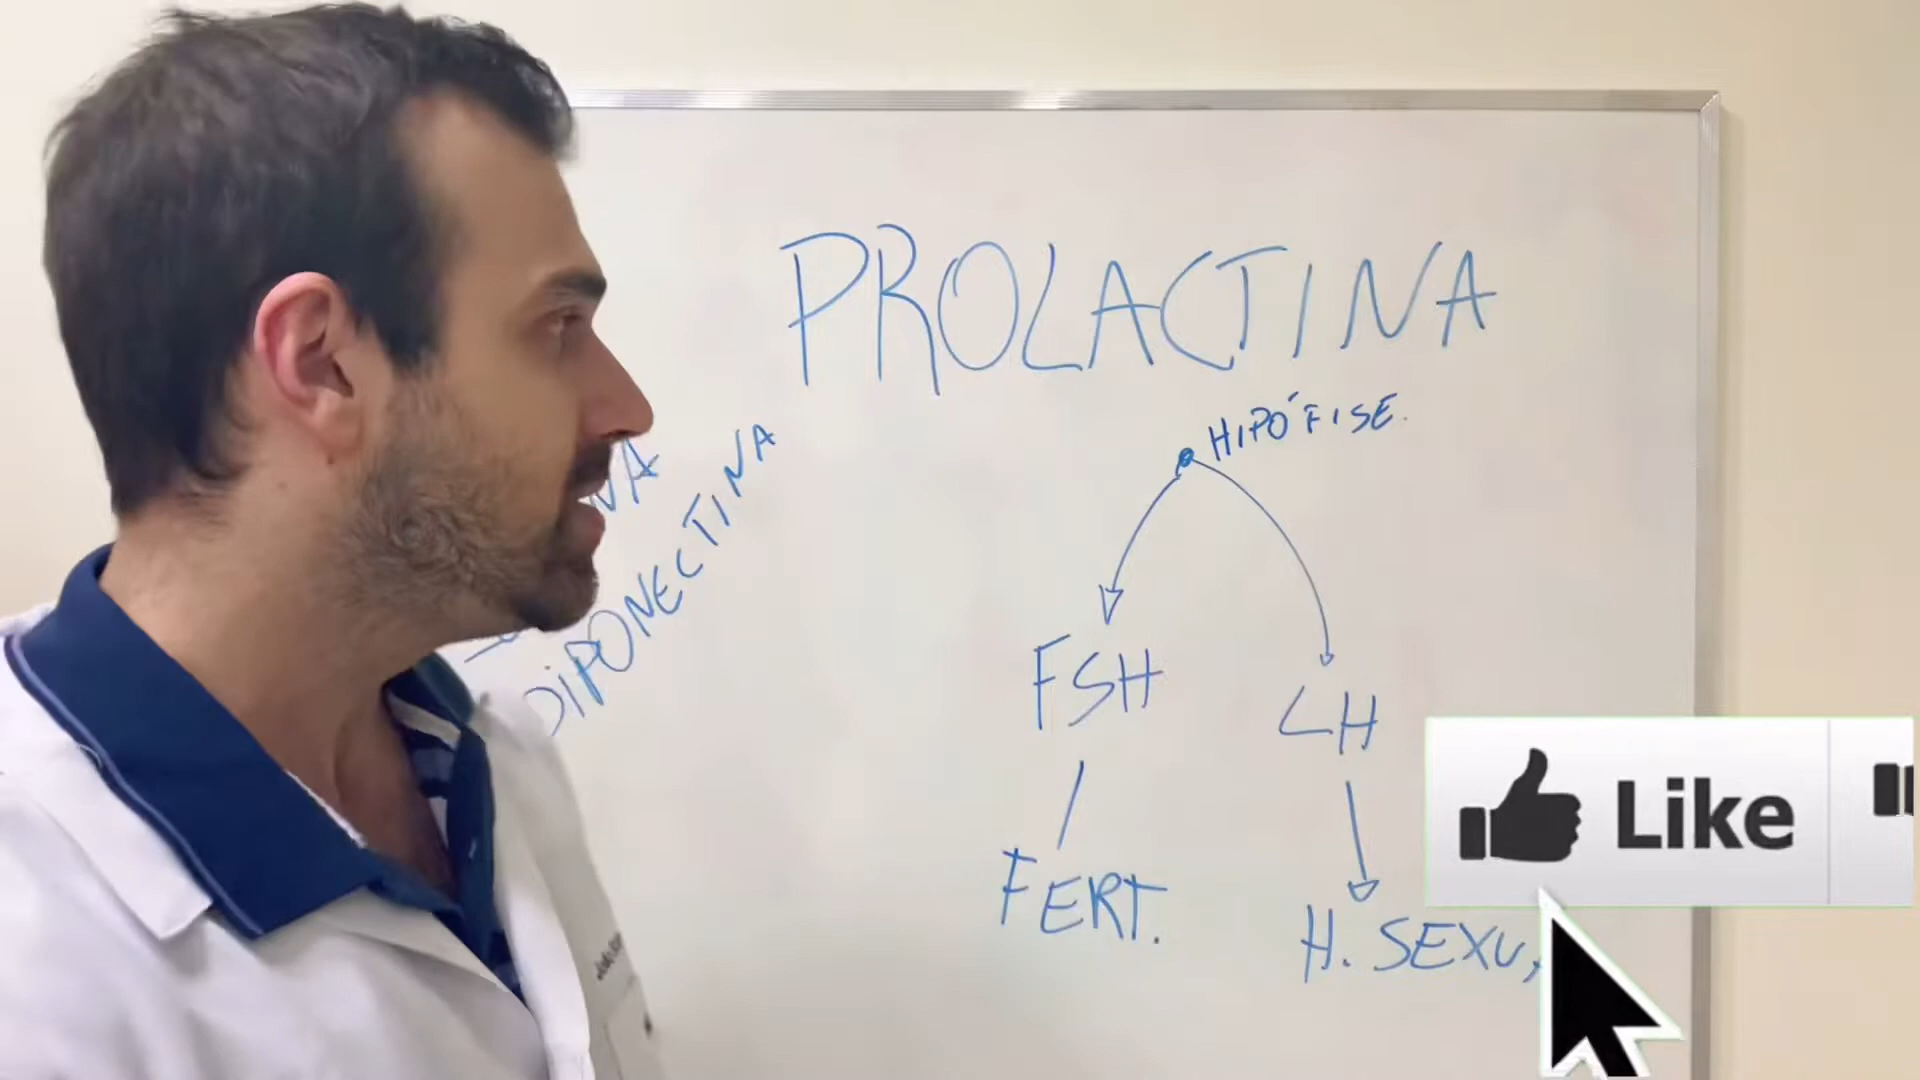 PROLACTINA
HIPÓFISE.
DIPONECTINA
FSH
LH
FERT.
H. SEXU
Like